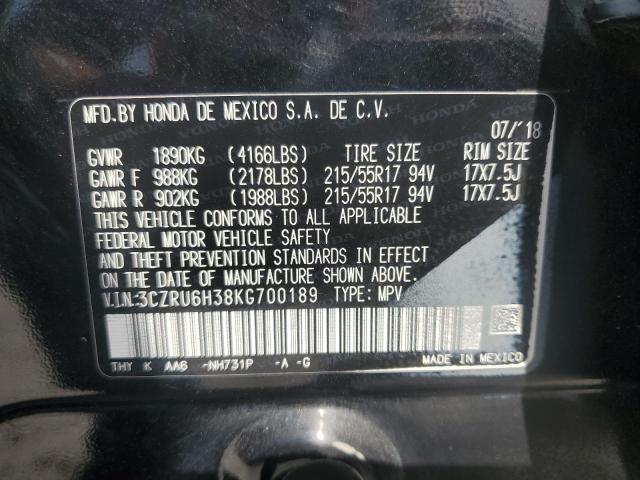 MFD.BY HONDA DE MEXICO S.A. DE C.V.
07/'18
GVWR 1890KG (4166LBS) TIRE SIZE RIM SIZE
GAWR F 988KG (2178LBS) 215/55R17 94V 17X7.5J
GAWR R 902KG (1988LBS) 215/55R17 94V 17X7.5J
THIS VEHICLE CONFORMS TO ALL APPLICABLE
FEDERAL MOTOR VEHICLE SAFETY
AND THEFT PREVENTION STANDARDS IN EFFECT
ON THE DATE OF MANUFACTURE SHOWN ABOVE.
V.I.N:3CZRU6H38KG700189 TYPE: MPV
THY K AA6 -NH731P -A -G MADE IN MEXICO